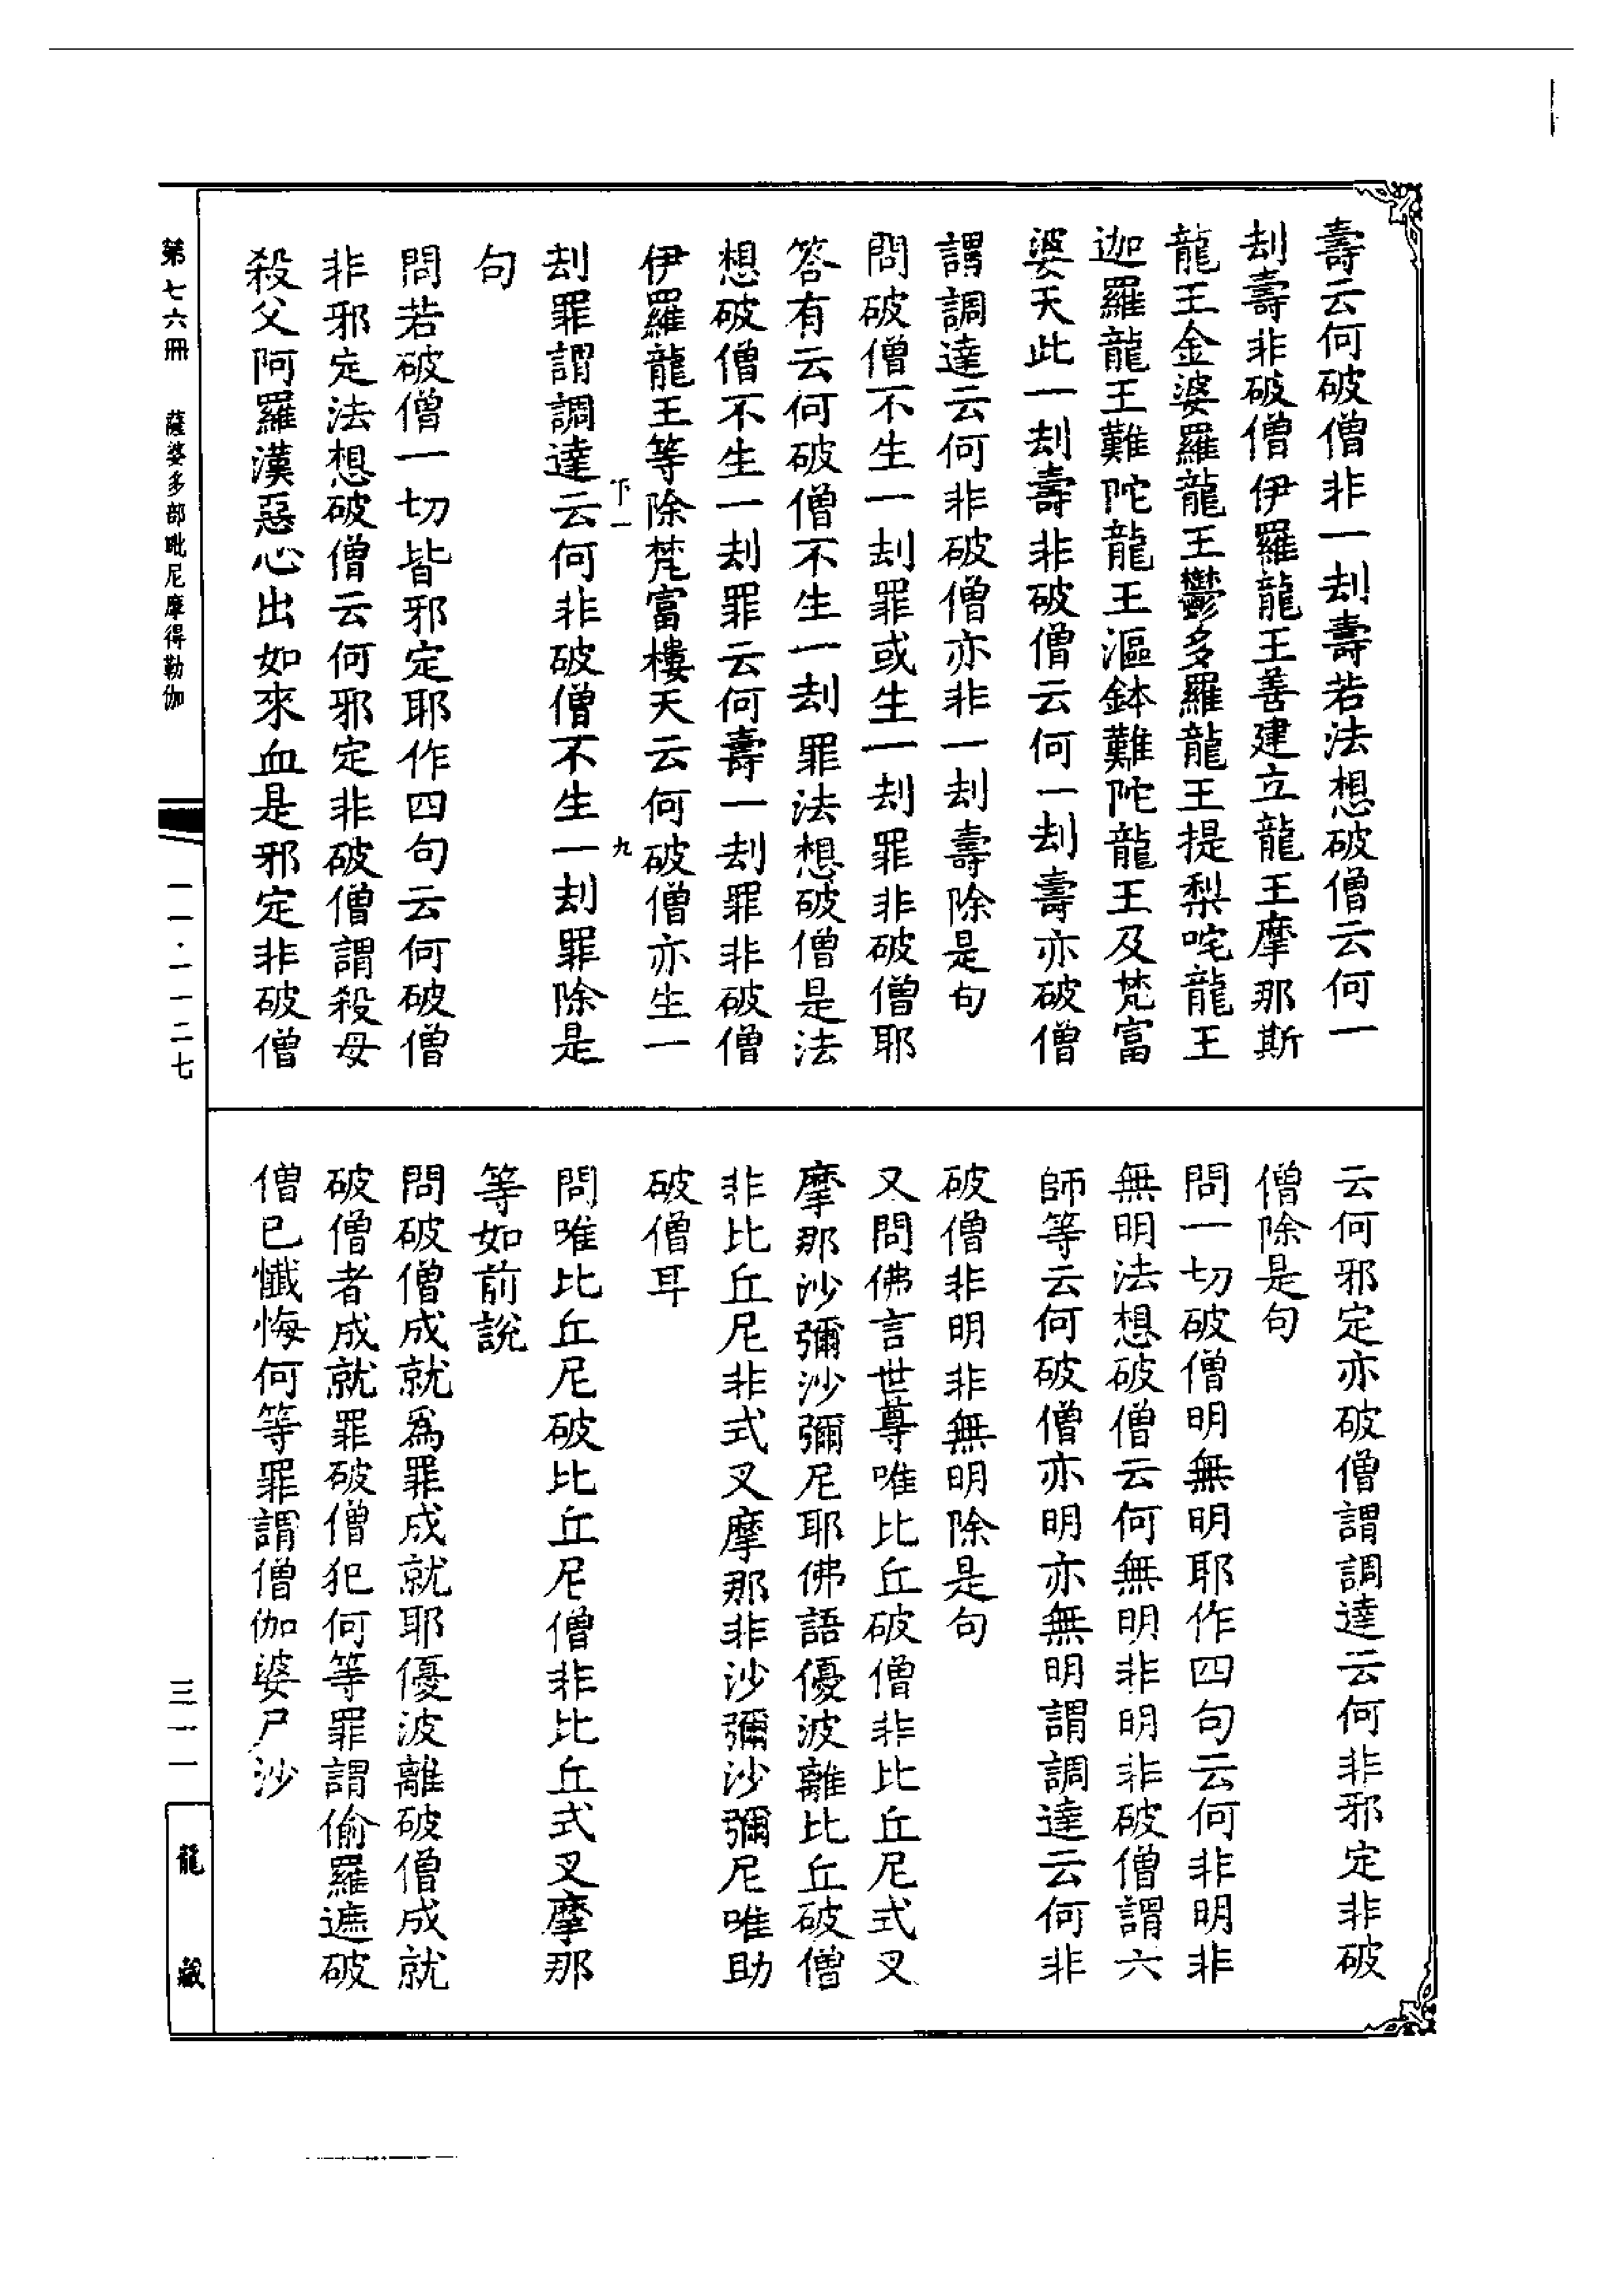 壽云何破僧非一刦壽若法想破僧云何一
刦壽非破僧伊羅龍王善建立龍王摩那斯
龍王金婆羅龍王鬱多羅龍王提梨咤龍王
迦羅龍王難陀龍王漚鉢難陀龍王及梵富
婆天此一刦壽非破僧云何一刦壽亦破僧
謂調達云何非破僧亦非一刦壽除是句
問破僧不生一刦罪或生一刦罪非破僧耶
答有云何破僧不生一刦罪法想破僧是法
想破僧不生一刦罪云何壽一刦罪非破僧
伊羅龍王等除梵富樓天云何破僧亦生一
下一
九
刦罪謂調達云何非破僧不生一刦罪除是
句
問若破僧一切皆邪定耶作四句云何破僧
非邪定法想破僧云何邪定非破僧謂殺母
殺父阿羅漢惡心出如來血是邪定非破僧
云何邪定亦破僧謂調達云何非邪定非破
僧除是句
問一切破僧明無明耶作四句云何非明非
無明法想破僧云何無明非明非破僧謂六
師等云何破僧亦明亦無明謂調達云何非
破僧非明非無明除是句
又問佛言世尊唯比丘破僧非比丘尼式叉
摩那沙彌沙彌尼耶佛語優波離比丘破僧
非比丘尼非式叉摩那非沙彌沙彌尼唯助
破僧耳
問唯比丘尼破比丘尼僧非比丘式叉摩那
等如前說
問破僧成就爲罪成就耶優波離破僧成就
破僧者成就罪破僧犯何等罪謂偷羅遮破
僧已懺悔何等罪謂僧伽婆尸沙
第七六冊 薩婆多部毗尼摩得勒伽
一一·一一二七
三一一
龍藏